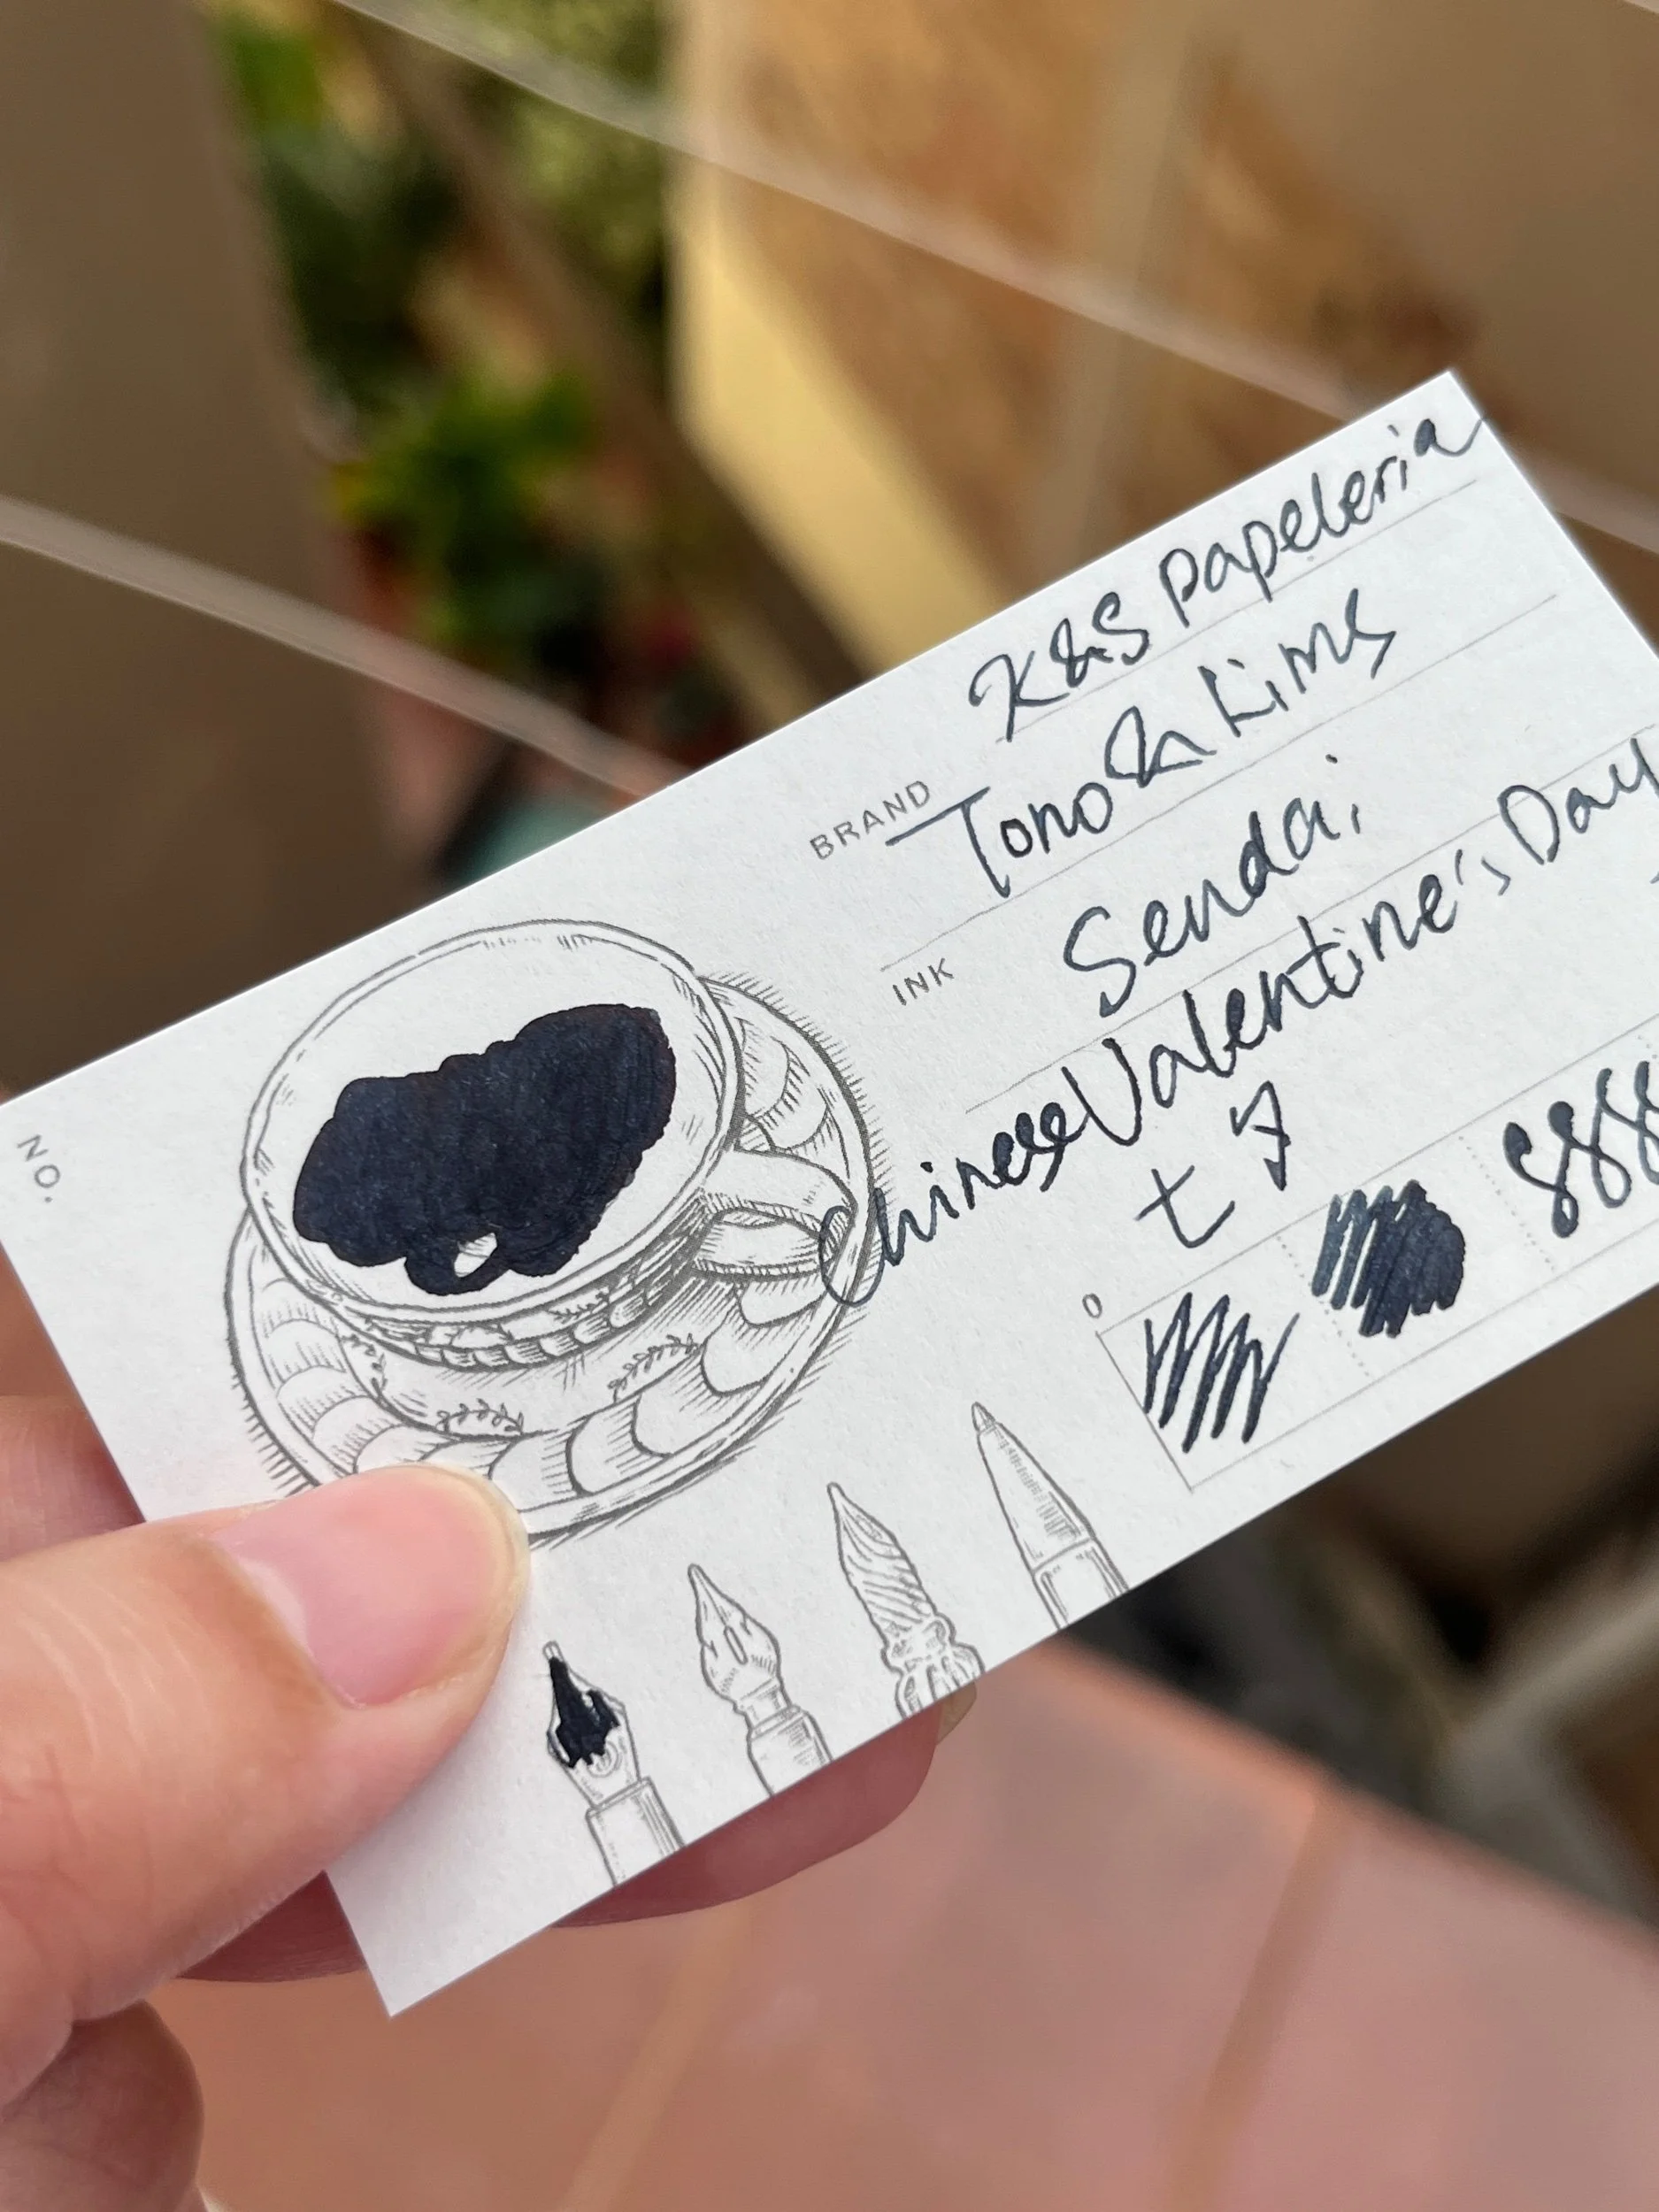 NO.
BRAND
K&S Papeleria
Tono & Lims
INK
Sendai
Chinese Valentine's Day
七夕
0